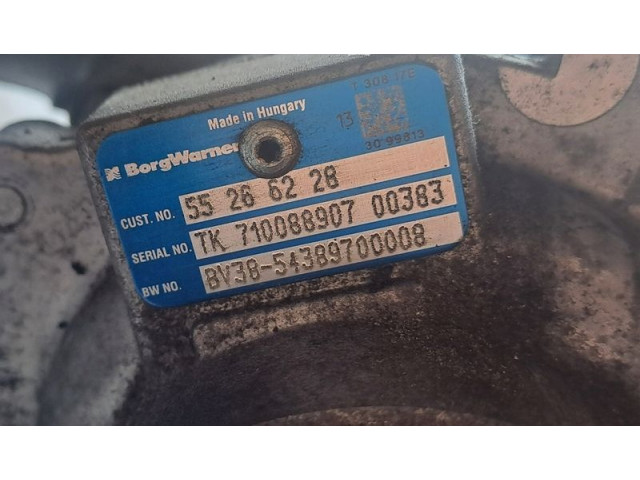 Made in Hungary
13
BorgWarner
30 99813
CUST. NO. 55 26 62 28
SERIAL NO. TK 710088907 00383
BW NO. BV38-54389700008